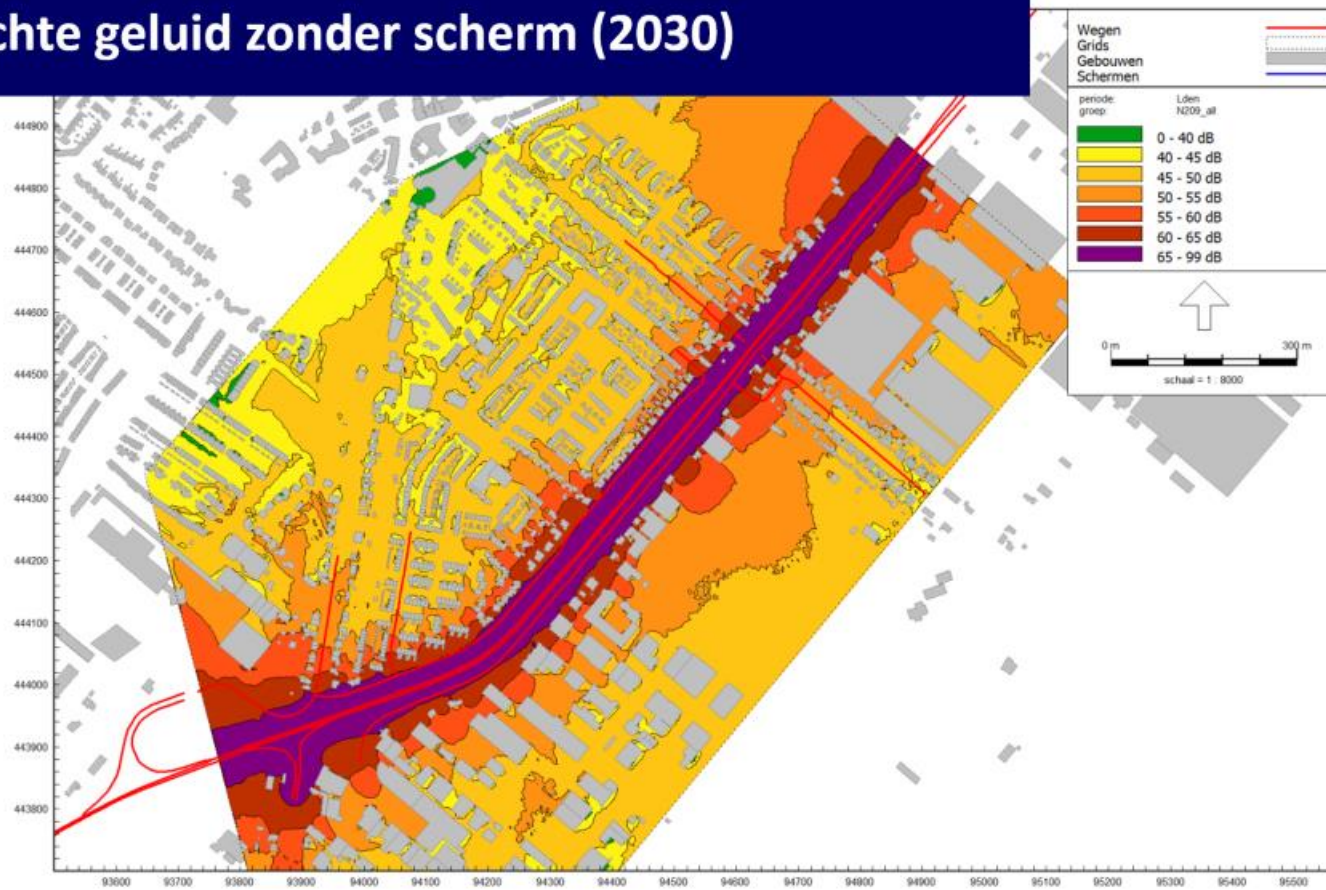 chte geluid zonder scherm (2030)
Wegen
Grids
Gebouwen
Schermen
periode: Lden
groep: N209_all
0 - 40 dB
40 - 45 dB
45 - 50 dB
50 - 55 dB
55 - 60 dB
60 - 65 dB
65 - 99 dB
0 m 300 m
schaal = 1 : 8000
444900
444800
444700
444600
444500
444400
444300
444200
444100
444000
443900
443800
93600 93700 93800 93900 94000 94100 94200 94300 94400 94500 94600 94700 94800 94900 95000 95100 95200 95300 95400 95500